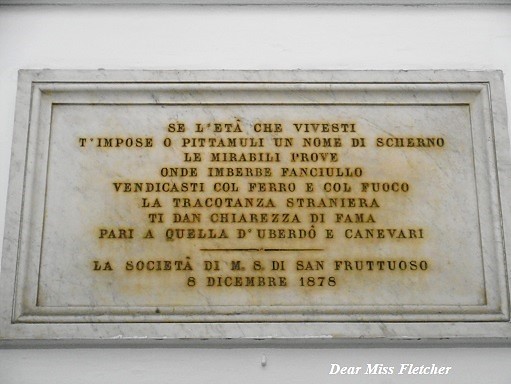 SE L'ETÀ CHE VIVESTI
T'IMPOSE O PITTAMULI UN NOME DI SCHERNO
LE MIRABILI PROVE
ONDE IMBERBE FANCIULLO
VENDICASTI COL FERRO E COL FUOCO
LA TRACOTANZA STRANIERA
TI DAN CHIAREZZA DI FAMA
PARI A QUELLA D'UBERDÔ E CANEVARI
LA SOCIETÀ DI M. S. DI SAN FRUTTUOSO
8 DICEMBRE 1878
Dear Miss Fletcher